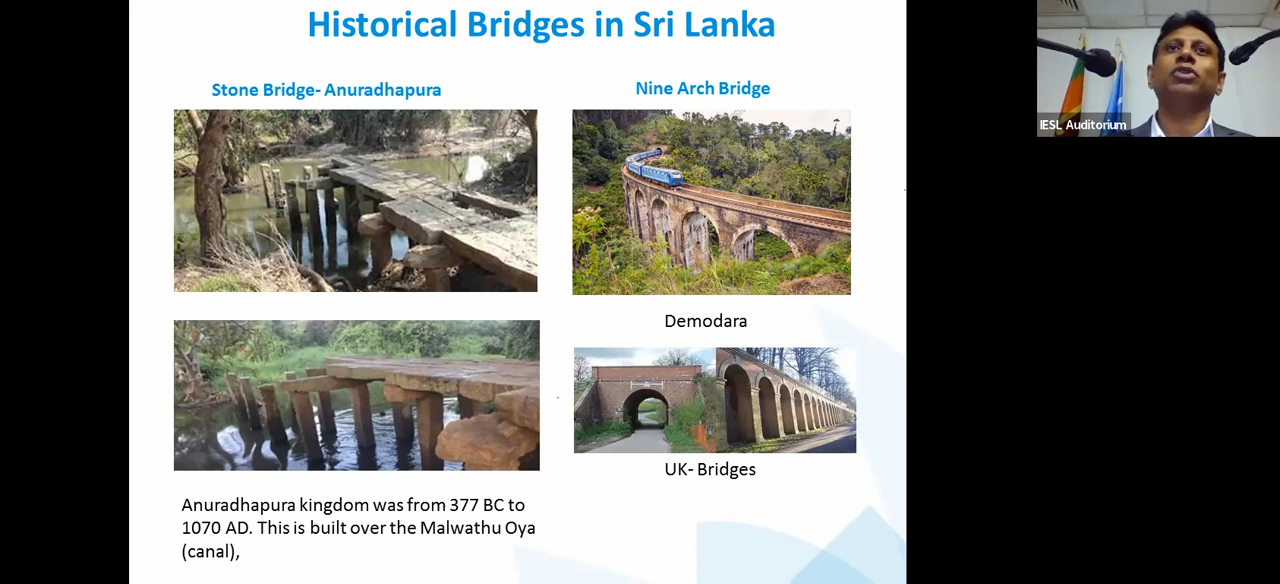 Historical Bridges in Sri Lanka
Stone Bridge- Anuradhapura
Nine Arch Bridge
Demodara
UK- Bridges
Anuradhapura kingdom was from 377 BC to
1070 AD. This is built over the Malwathu Oya
(canal),
IESL Auditorium